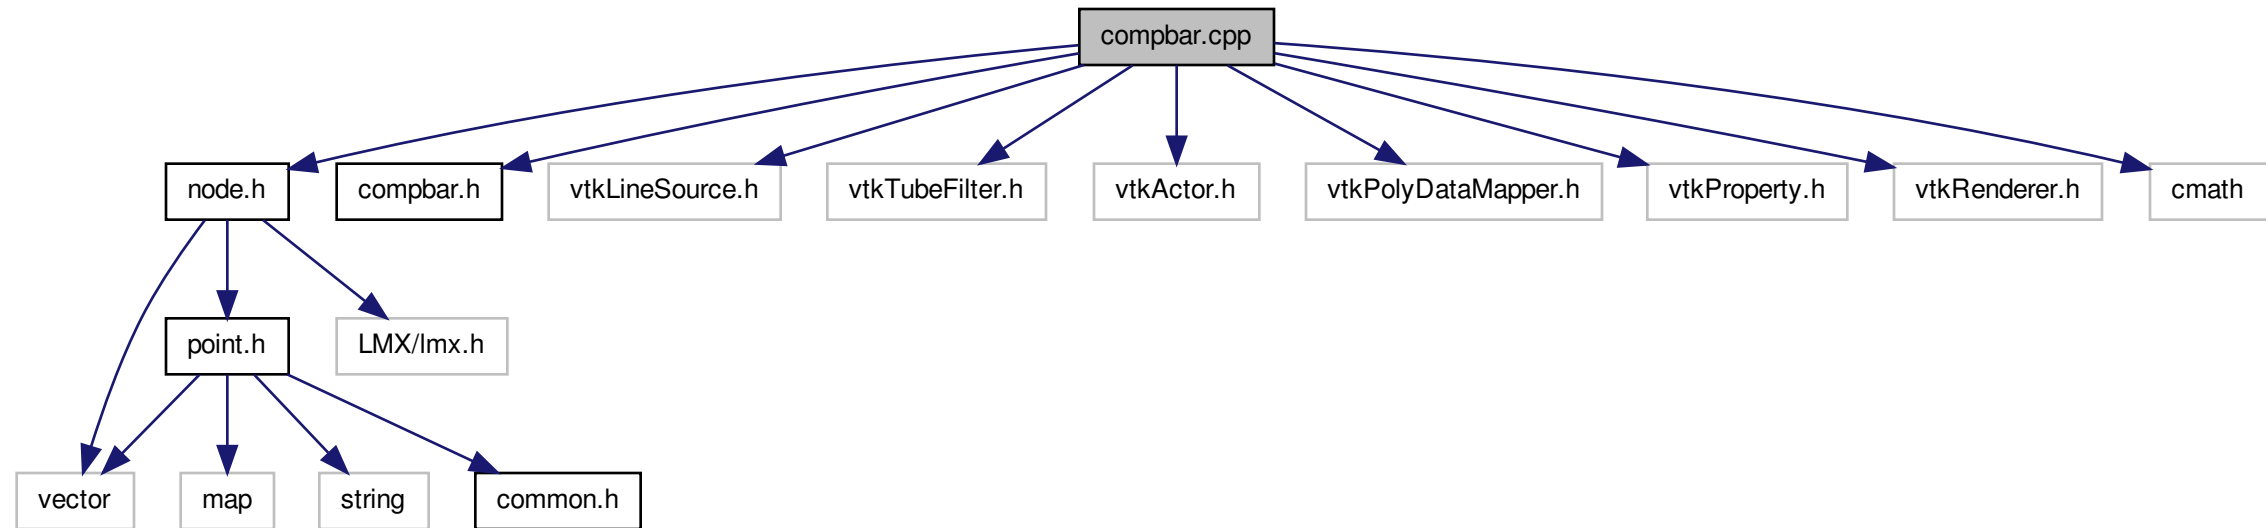 compbar.cpp
node.h
compbar.h
vtkLineSource.h
vtkTubeFilter.h
vtkActor.h
vtkPolyDataMapper.h
vtkProperty.h
vtkRenderer.h
cmath
point.h
LMX/lmx.h
vector
map
string
common.h